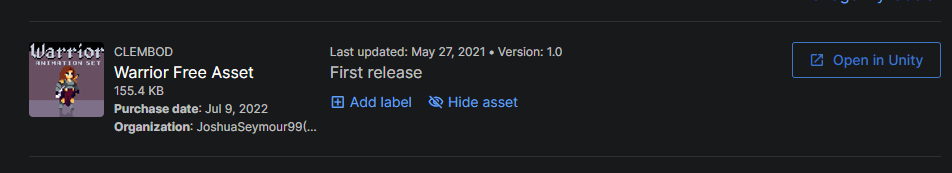 Warrior
ANIMATION SET
CLEMBOD
Warrior Free Asset
155.4 KB
Purchase date: Jul 9, 2022
Organization: JoshuaSeymour99(...
Last updated: May 27, 2021 • Version: 1.0
First release
Add label
Hide asset
Open in Unity